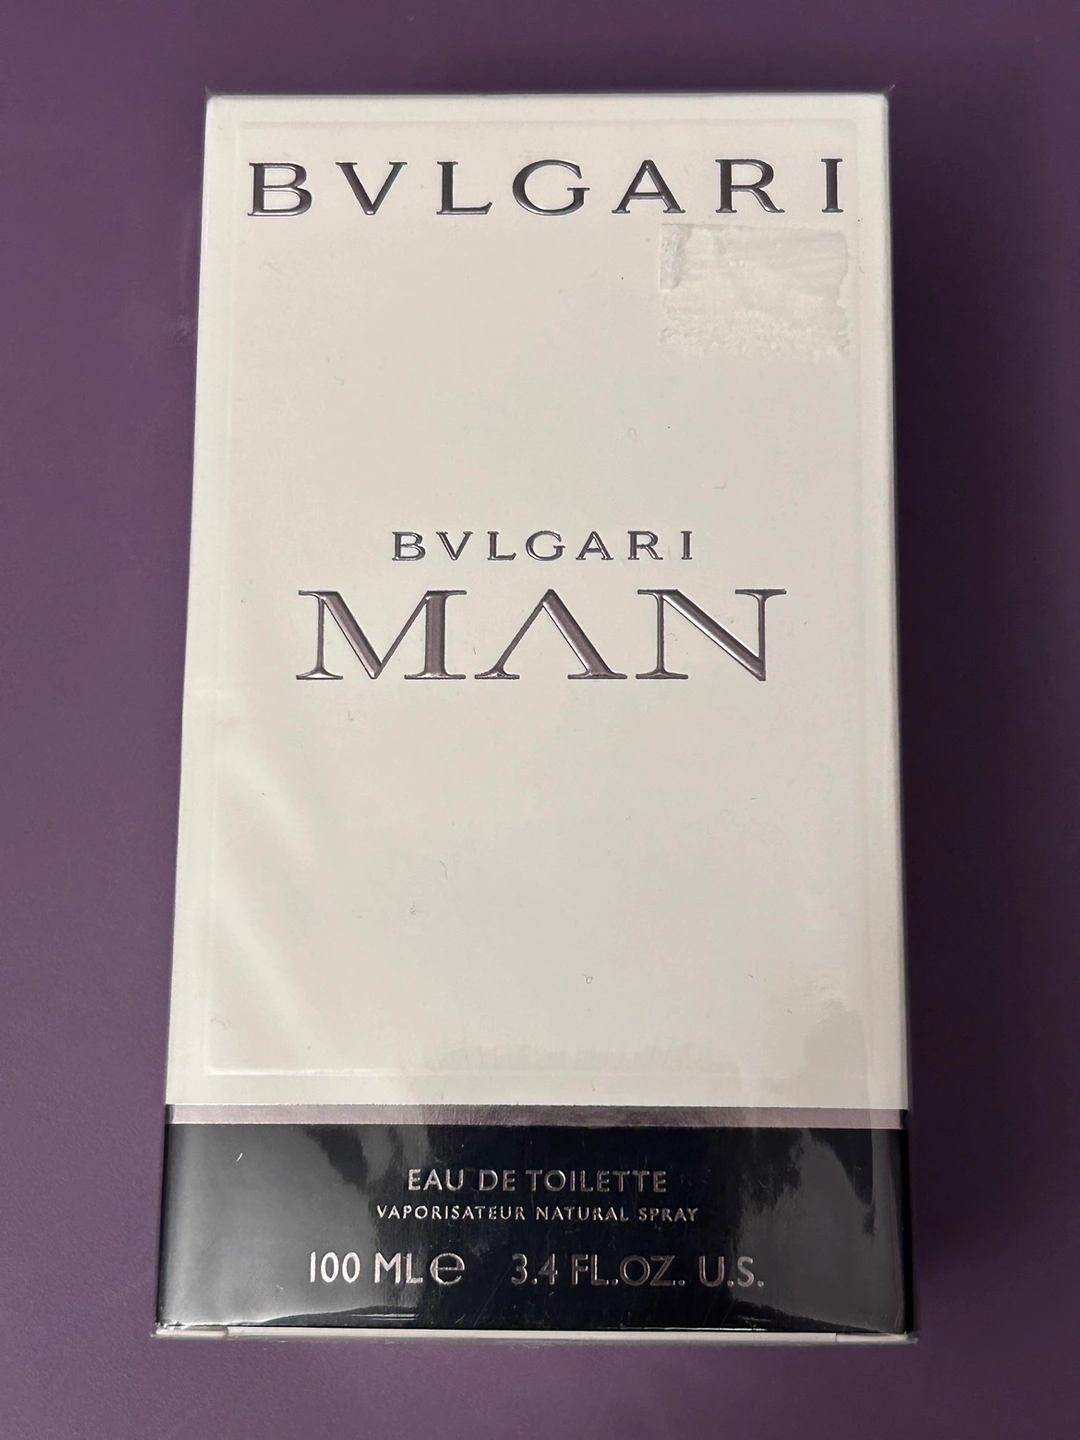 BVLGARI
BVLGARI
MAN
EAU DE TOILETTE
VAPORISATEUR NATURAL SPRAY
100 ML ℮ 3.4 FL.OZ. U.S.